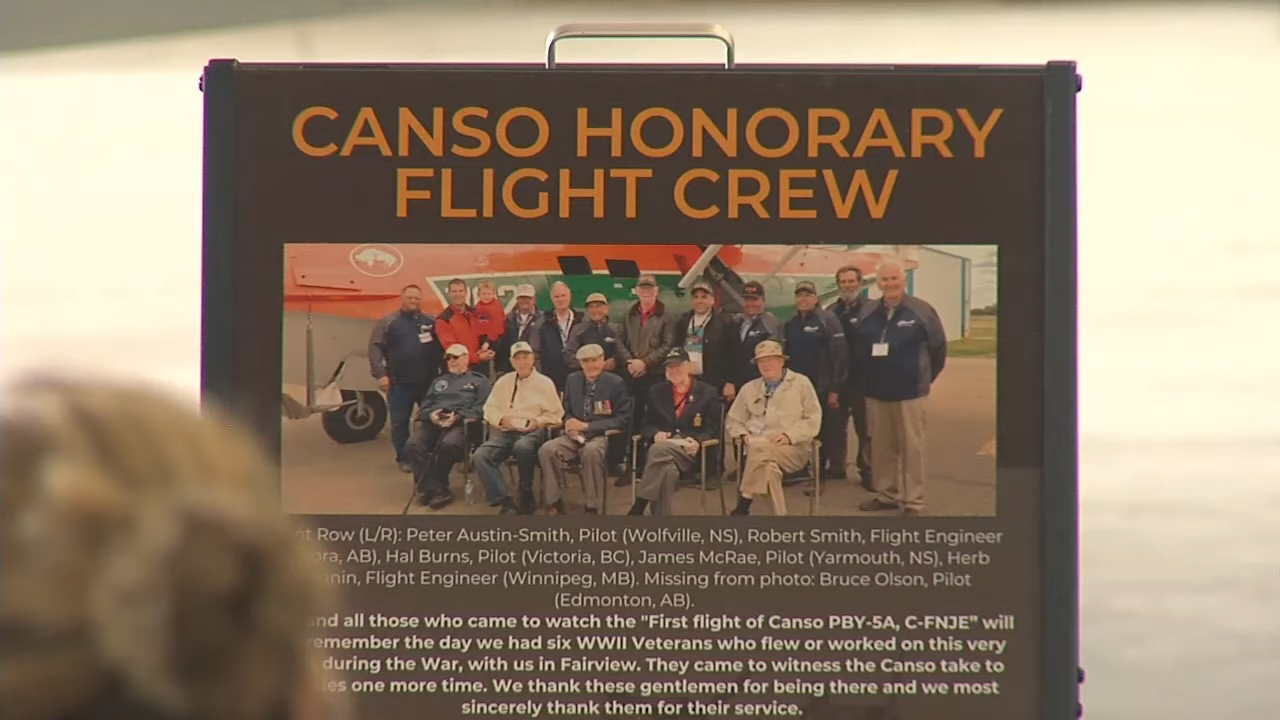 CANSO HONORARY
FLIGHT CREW
Row (L/R): Peter Austin-Smith, Pilot (Wolfville, NS), Robert Smith, Flight Engineer
AB), Hal Burns, Pilot (Victoria, BC), James McRae, Pilot (Yarmouth, NS), Herb
Flight Engineer (Winnipeg, MB). Missing from photo: Bruce Olson, Pilot
(Edmonton, AB).
and all those who came to watch the "First flight of Canso PBY-5A, C-FNJE" will
remember the day we had six WWII Veterans who flew or worked on this very
during the War, with us in Fairview. They came to witness the Canso take to
one more time. We thank these gentlemen for being there and we most
sincerely thank them for their service.